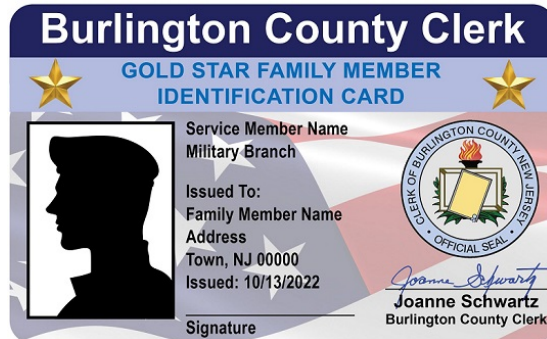 Burlington County Clerk
GOLD STAR FAMILY MEMBER
IDENTIFICATION CARD
Service Member Name
Military Branch
Issued To:
Family Member Name
Address
Town, NJ 00000
Issued: 10/13/2022
Signature
CLERK OF BURLINGTON COUNTY NEW JERSEY
OFFICIAL SEAL
Joanne Schwartz
Joanne Schwartz
Burlington County Clerk